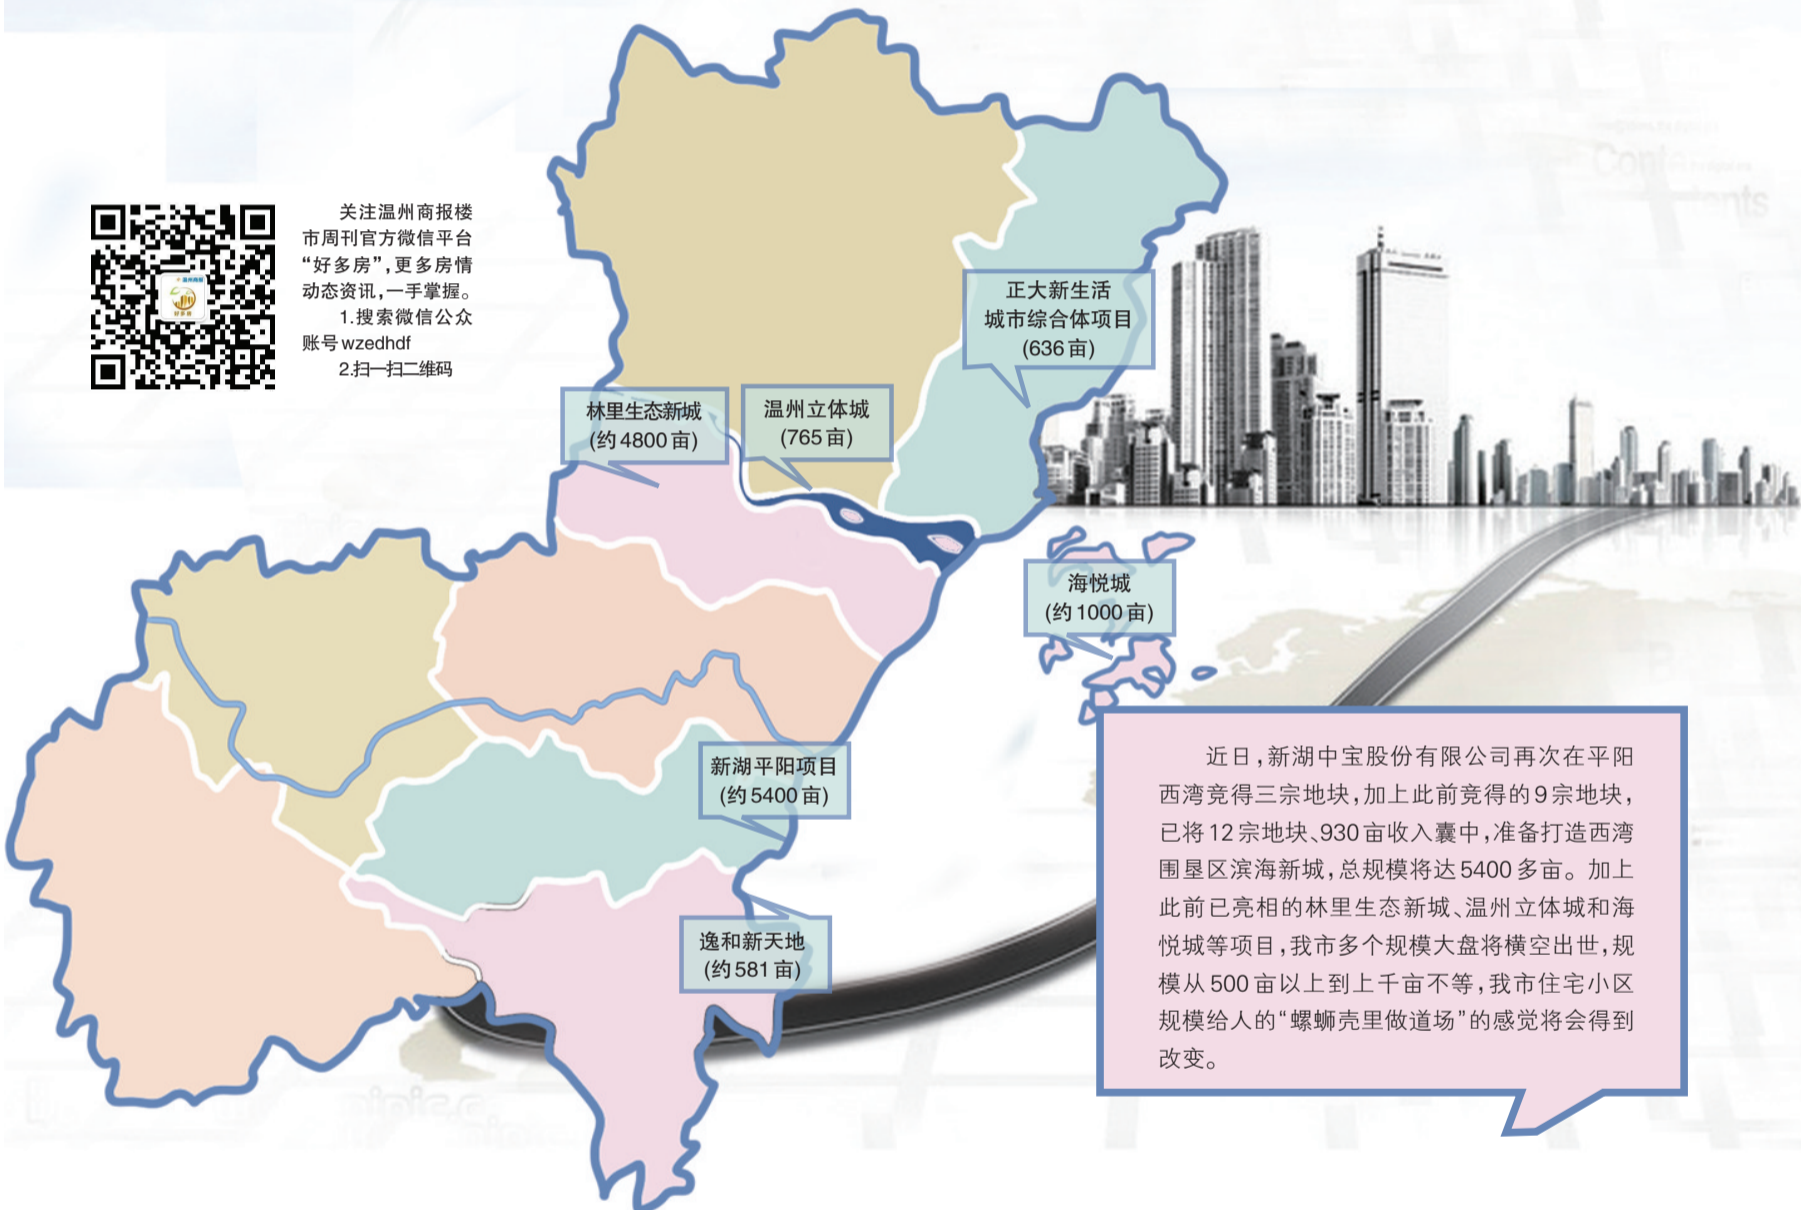 关注温州商报楼
市周刊官方微信平台
“好多房”,更多房情
动态资讯,一手掌握。
1.搜索微信公众
账号wzedhdf
2.扫一扫二维码
正大新生活
城市综合体项目
(636亩)
林里生态新城
(约4800亩)
温州立体城
(765亩)
海悦城
(约1000亩)
新湖平阳项目
(约5400亩)
逸和新天地
(约581亩)
近日,新湖中宝股份有限公司再次在平阳
西湾竞得三宗地块,加上此前竞得的9宗地块,
已将12宗地块、930亩收入囊中,准备打造西湾
围垦区滨海新城,总规模将达5400多亩。加上
此前已亮相的林里生态新城、温州立体城和海
悦城等项目,我市多个规模大盘将横空出世,规
模从500亩以上到上千亩不等,我市住宅小区
规模给人的“螺蛳壳里做道场”的感觉将会得到
改变。